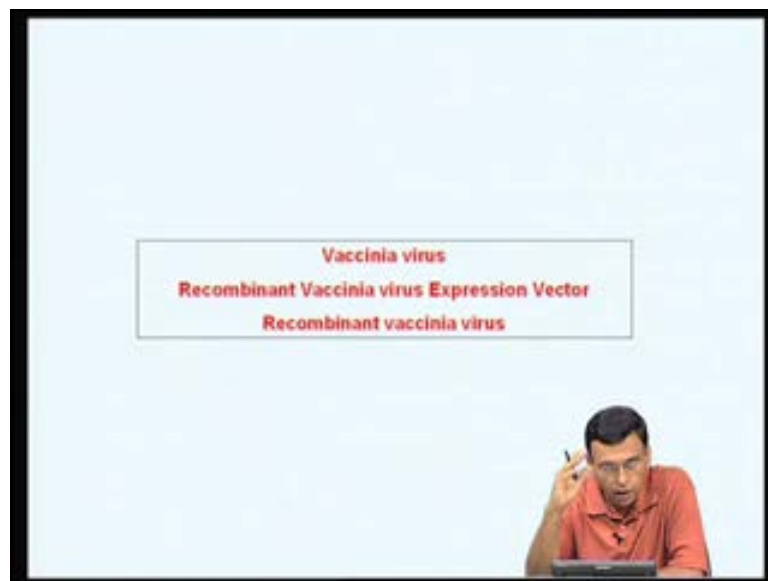 Vaccinia virus
Recombinant Vaccinia virus Expression Vector
Recombinant vaccinia virus